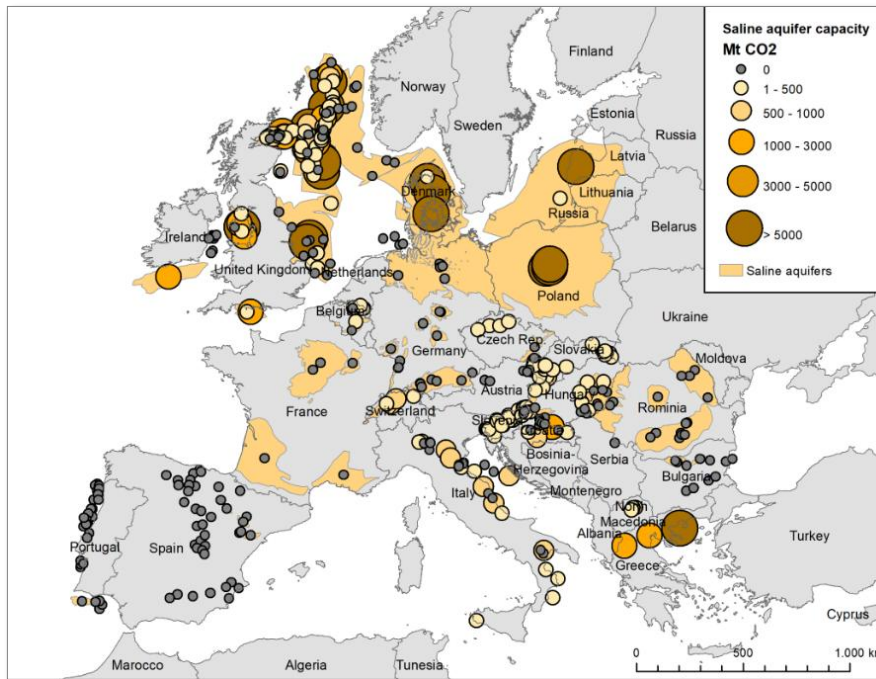 Saline aquifer capacity
Mt CO2
0
1 - 500
500 - 1000
1000 - 3000
3000 - 5000
> 5000
Saline aquifers
Finland
Norway
Sweden
Estonia
Russia
Latvia
Denmark
Lithuania
Russia
Belarus
Ireland
United Kingdom
Netherlands
Poland
Belgium
Ukraine
Czech Rep.
Germany
Slovakia
Moldova
Austria
Hungary
France
Switzerland
Rominia
Croatia
Bosinia-
Herzegovina
Serbia
Bulgaria
Montenegro
Italy
North
Macedonia
Albania
Portugal
Spain
Turkey
Greece
Cyprus
0
500
1.000 km
Marocco
Algeria
Tunesia